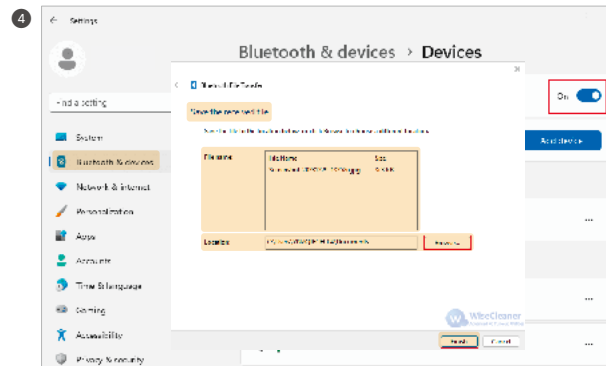 4
Settings
Bluetooth & devices > Devices
Bluetooth File Transfer
On
Find a setting
Save the received file
Add device
System
File name:
File Name
Size
Bluetooth & devices
Network & internet
Personalization
Apps
Location:
Browse...
Accounts
Time & language
Gaming
WiseCleaner
Accessibility
Finish
Cancel
Privacy & security